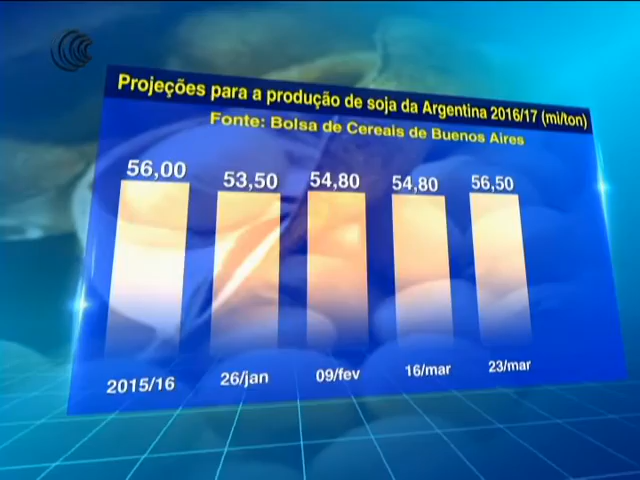 Projeções para a produção de soja da Argentina 2016/17 (mi/ton)
Fonte: Bolsa de Cereais de Buenos Aires
56,00 53,50 54,80 54,80 56,50
2015/16 26/jan 09/fev 16/mar 23/mar